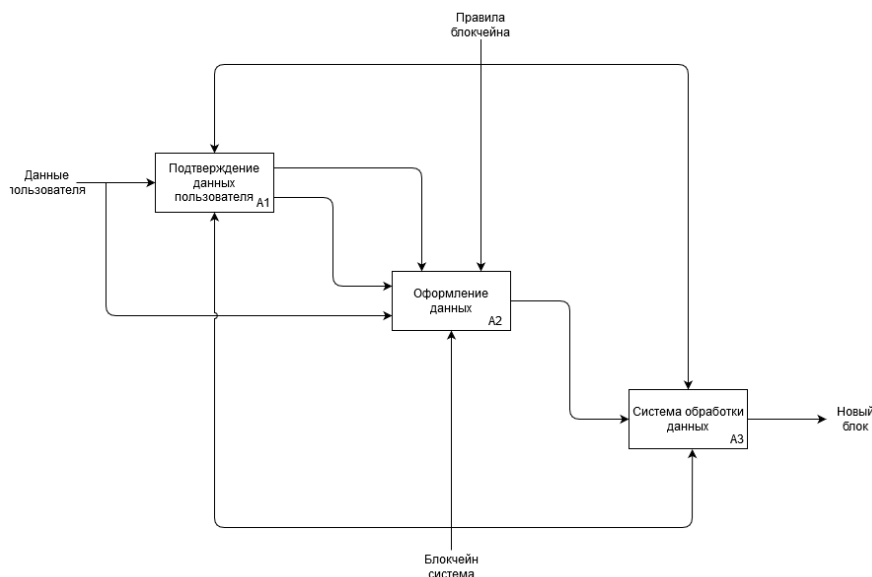 Правила
блокчейна
Данные
пользователя
Подтверждение
данных
пользователя
A1
Оформление
данных
A2
Система обработки
данных
A3
Новый
блок
Блокчейн
система